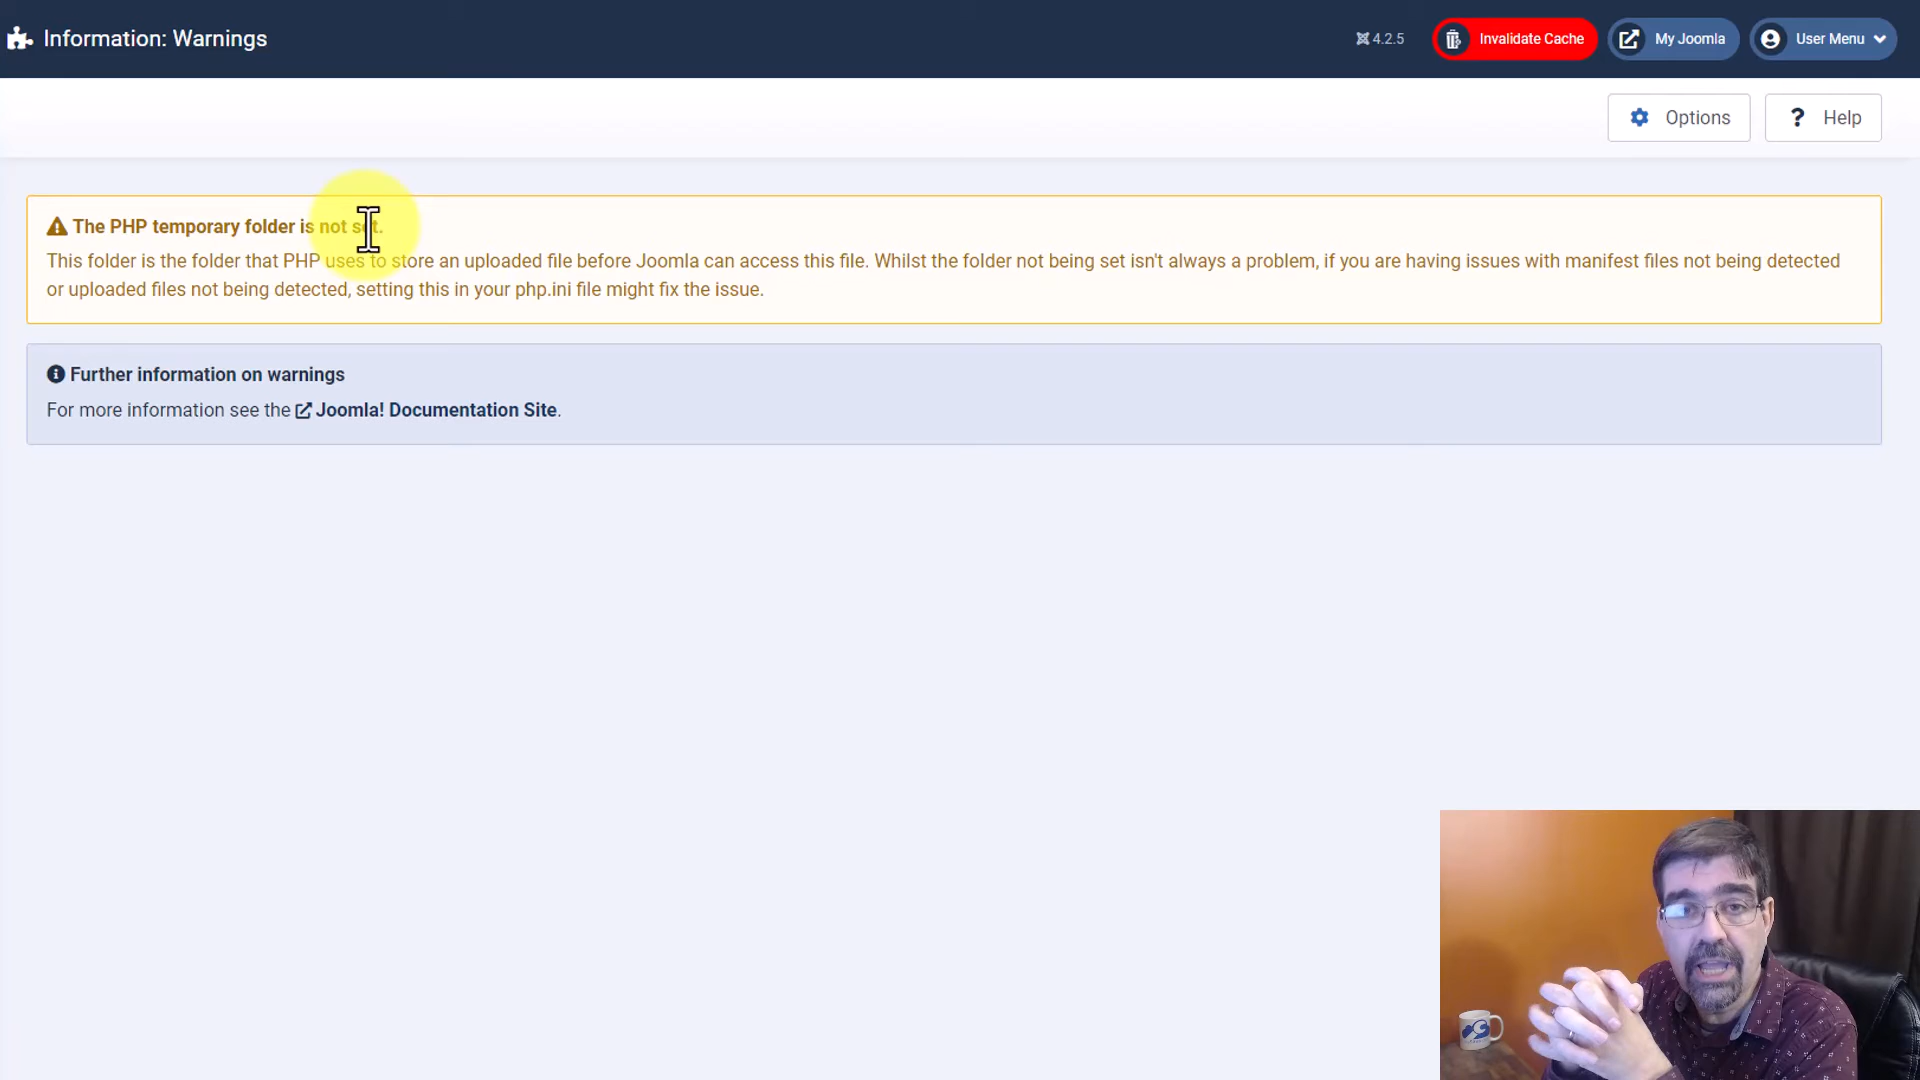 Information: Warnings
4.2.5
Invalidate Cache
My Joomla
User Menu
Options
? Help
The PHP temporary folder is not set.
This folder is the folder that PHP uses to store an uploaded file before Joomla can access this file. Whilst the folder not being set isn't always a problem, if you are having issues with manifest files not being detected
or uploaded files not being detected, setting this in your php.ini file might fix the issue.
Further information on warnings
For more information see the Joomla! Documentation Site.